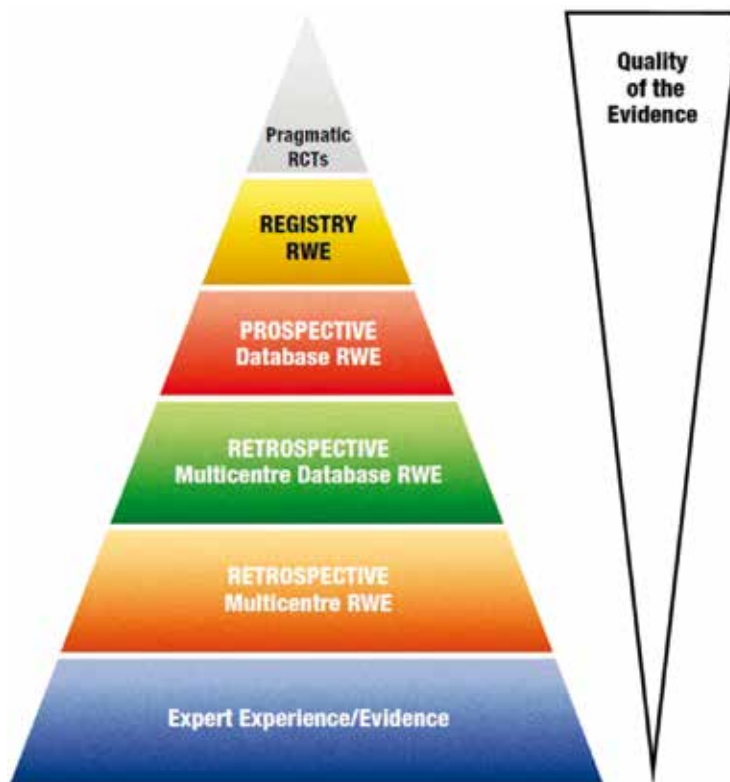 Quality
of the
Evidence
Pragmatic
RCTs
REGISTRY
RWE
PROSPECTIVE
Database RWE
RETROSPECTIVE
Multicentre Database RWE
RETROSPECTIVE
Multicentre RWE
Expert Experience/Evidence